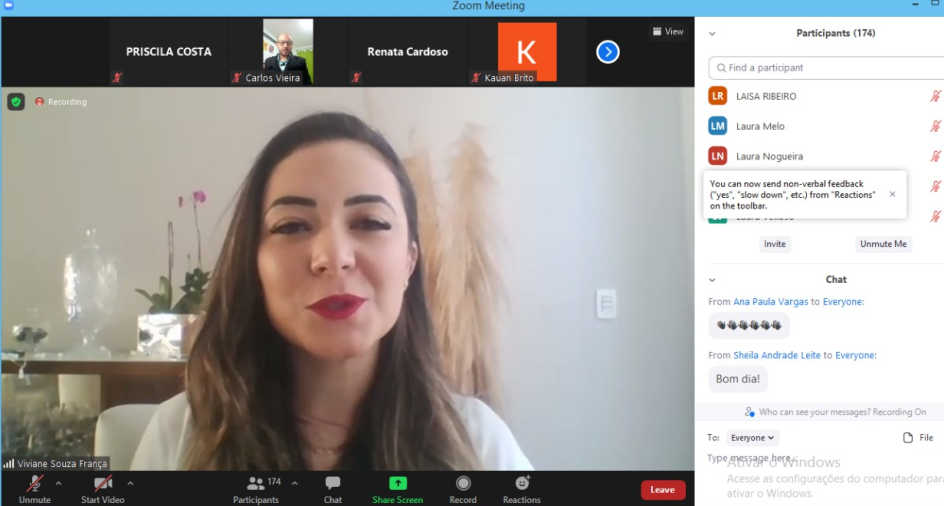 Zoom Meeting
PRISCILA COSTA
Carlos Vieira
Renata Cardoso
K
Kauan Brito
View
Recording
Viviane Souza França
Unmute
Start Video
174
Participants
Chat
Share Screen
Record
Reactions
Leave
Participants (174)
Find a participant
LR LAISA RIBEIRO
LM Laura Melo
LN Laura Nogueira
You can now send non-verbal feedback
("yes", "slow down", etc.) from "Reactions"
on the toolbar.
Invite
Unmute Me
Chat
From Ana Paula Vargas to Everyone:
From Sheila Andrade Leite to Everyone:
Bom dia!
Who can see your messages? Recording On
To: Everyone
File
Type message here...
Ativar o Windows
Acesse as configurações do computador para
ativar o Windows.